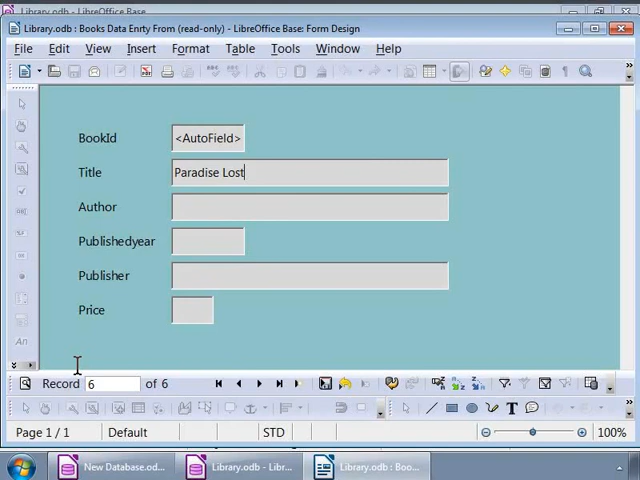 Library.odb - LibreOffice Base
Library.odb : Books Data Enrty From (read-only) - LibreOffice Base: Form Design
File Edit View Insert Format Table Tools Window Help
BookId <AutoField>
Title Paradise Lost
Author
Publishedyear
Publisher
Price
Record 6 of 6
Page 1 / 1 Default STD 100%
New Database.od... Library.odb - Libr... Library.odb : Boo...